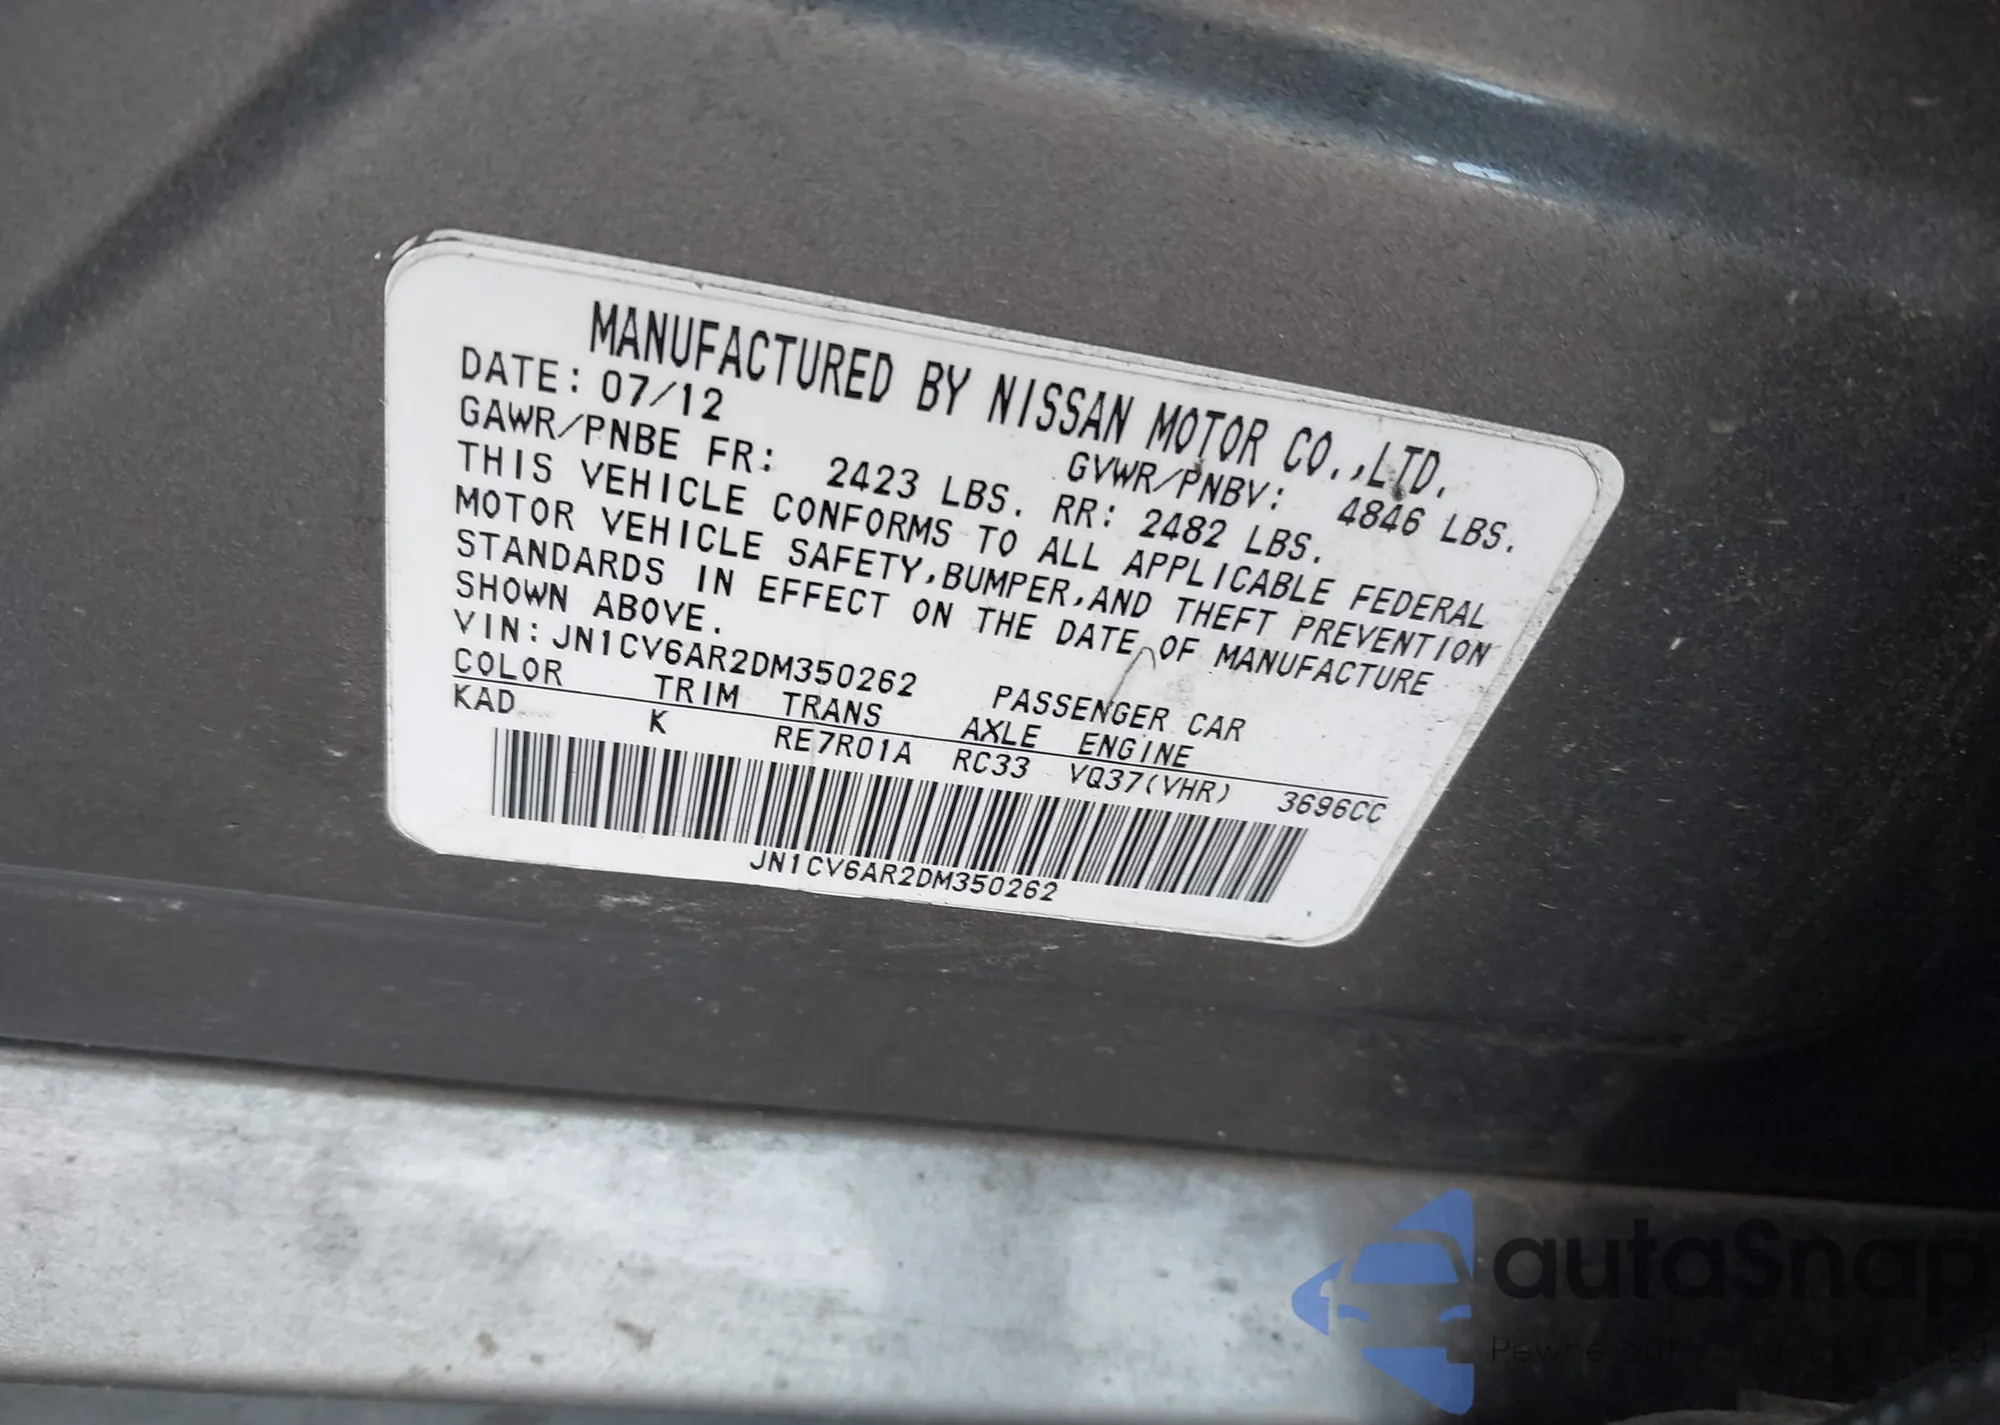 MANUFACTURED BY NISSAN MOTOR CO.,LTD.
DATE: 07/12 GVWR/PNBV: 4846 LBS.
GAWR/PNBE FR: 2423 LBS. RR: 2482 LBS.
THIS VEHICLE CONFORMS TO ALL APPLICABLE FEDERAL
MOTOR VEHICLE SAFETY,BUMPER,AND THEFT PREVENTION
STANDARDS IN EFFECT ON THE DATE OF MANUFACTURE
SHOWN ABOVE.
VIN: JN1CV6AR2DM350262 PASSENGER CAR
COLOR TRIM TRANS AXLE ENGINE
KAD K RE7R01A RC33 VQ37(VHR) 3696CC
JN1CV6AR2DM350262
autaSnap